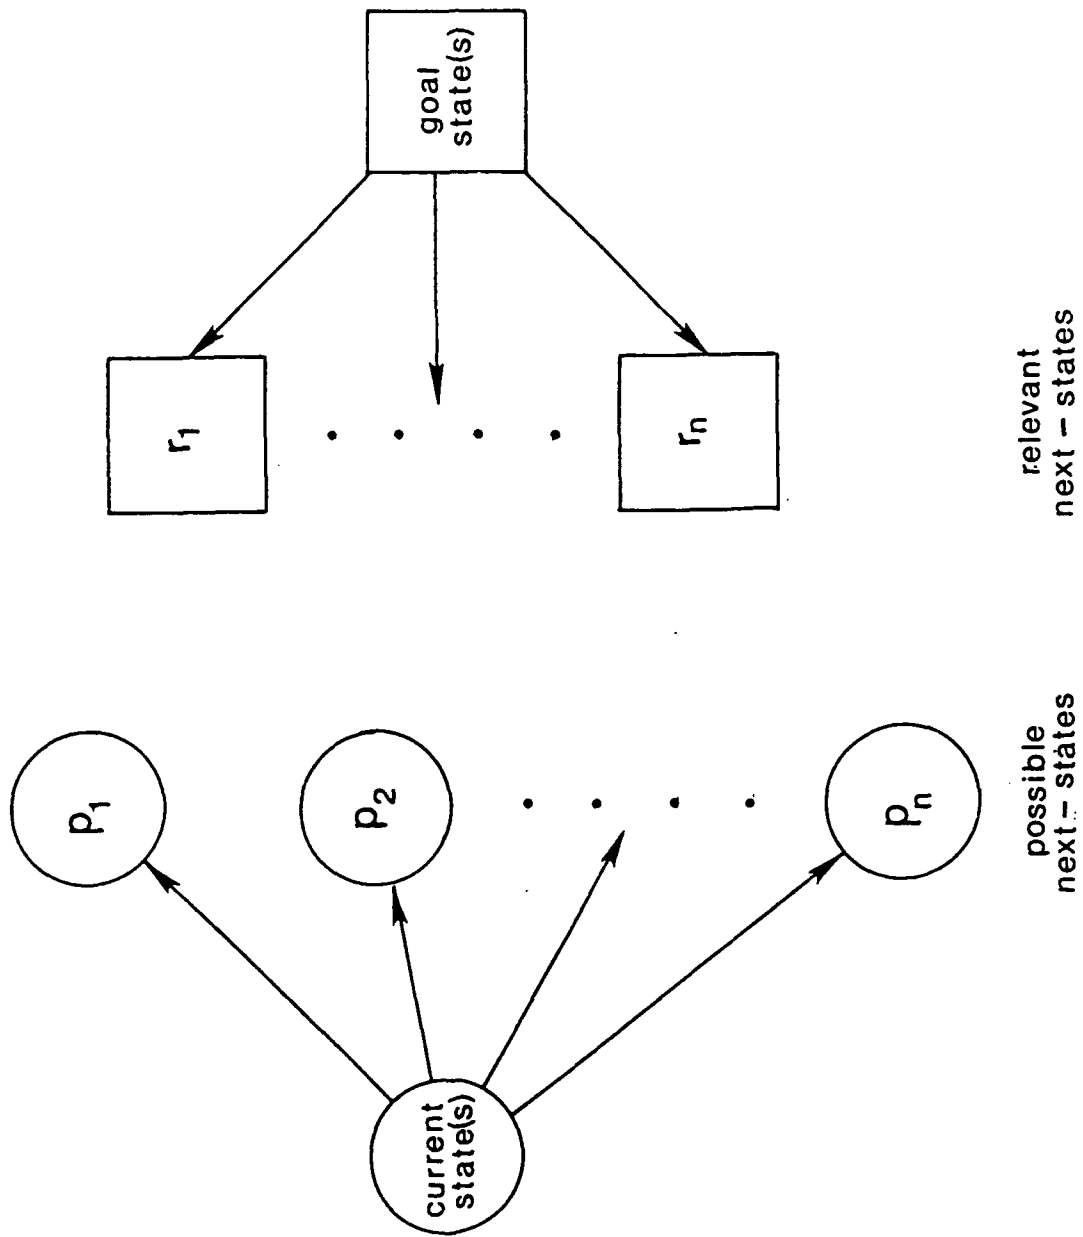 p1
p2
pn
current
state(s)
possible
next - states
r1
rn
goal
state(s)
relevant
next - states